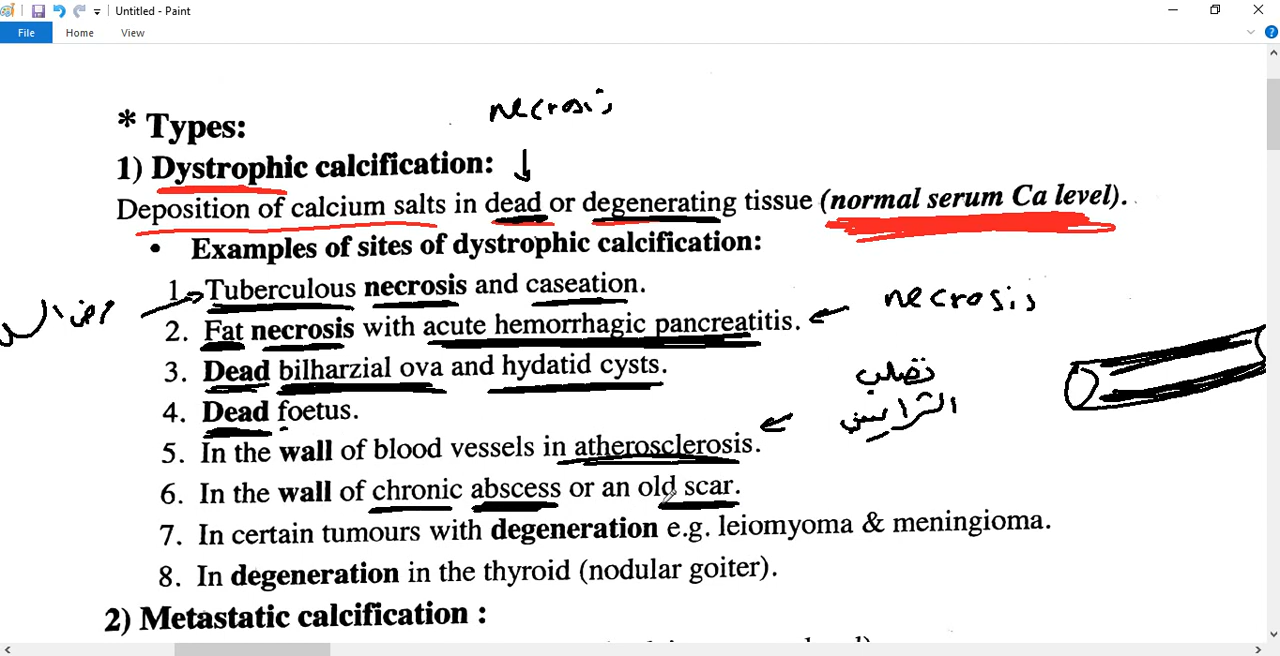 Untitled - Paint
File Home View
necrosis
* Types:
1) Dystrophic calcification:
Deposition of calcium salts in dead or degenerating tissue (normal serum Ca level).
• Examples of sites of dystrophic calcification:
1. Tuberculous necrosis and caseation.
necrosis
2. Fat necrosis with acute hemorrhagic pancreatitis.
3. Dead bilharzial ova and hydatid cysts.
تصلب
4. Dead foetus.
الشرايين
5. In the wall of blood vessels in atherosclerosis.
6. In the wall of chronic abscess or an old scar.
7. In certain tumours with degeneration e.g. leiomyoma & meningioma.
8. In degeneration in the thyroid (nodular goiter).
2) Metastatic calcification :